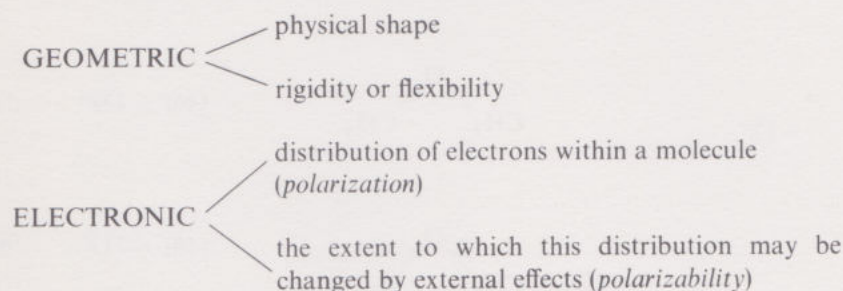 physical shape
GEOMETRIC
rigidity or flexibility
distribution of electrons within a molecule
(polarization)
ELECTRONIC
the extent to which this distribution may be
changed by external effects (polarizability)